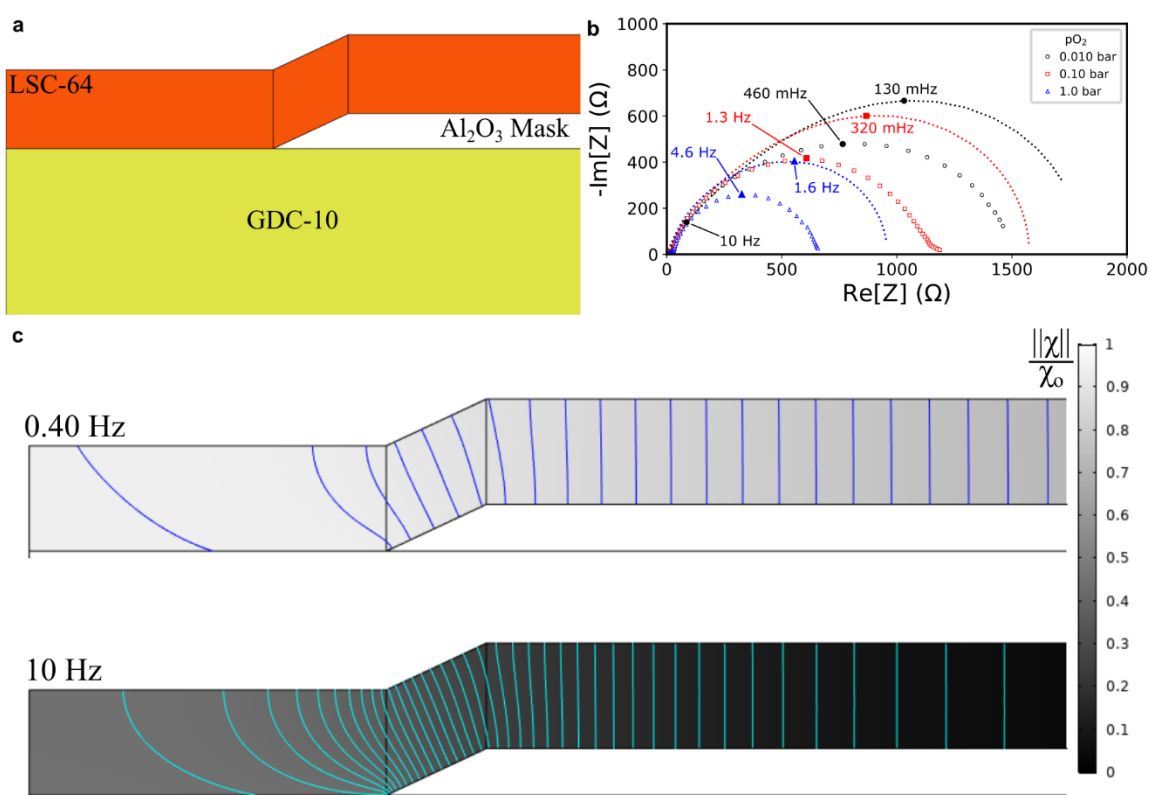 a
LSC-64
Al₂O₃ Mask
GDC-10
b
-Im[Z] (Ω)
1000
800
600
400
200
0
0 500 1000 1500 2000
Re[Z] (Ω)
pO₂
0.010 bar
0.10 bar
1.0 bar
130 mHz
460 mHz
1.3 Hz
320 mHz
4.6 Hz
1.6 Hz
10 Hz
c
||χ||
χₒ
0.40 Hz
10 Hz
1
0.9
0.8
0.7
0.6
0.5
0.4
0.3
0.2
0.1
0